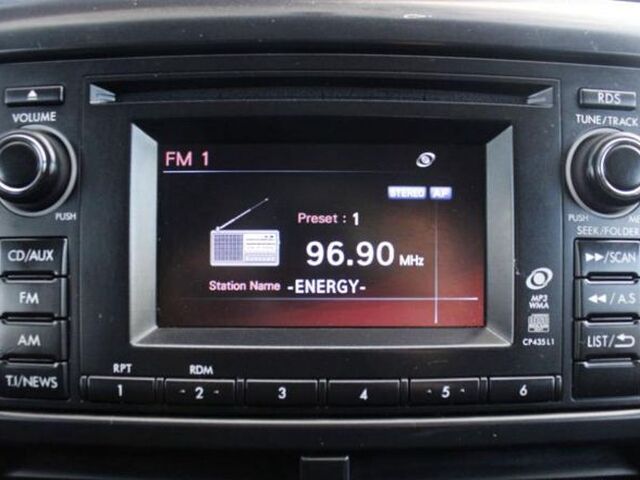 RDS
VOLUME
TUNE/TRACK
FM 1
STEREO AF
PUSH
PUSH
SEEK/FOLDER
Preset : 1
CD/AUX
96.90 MHz
SCAN
Station Name -ENERGY-
FM
MP3
WMA
A.S
AM
CP435L1
LIST/
RPT
RDM
T.I/NEWS
1
2
3
4
5
6